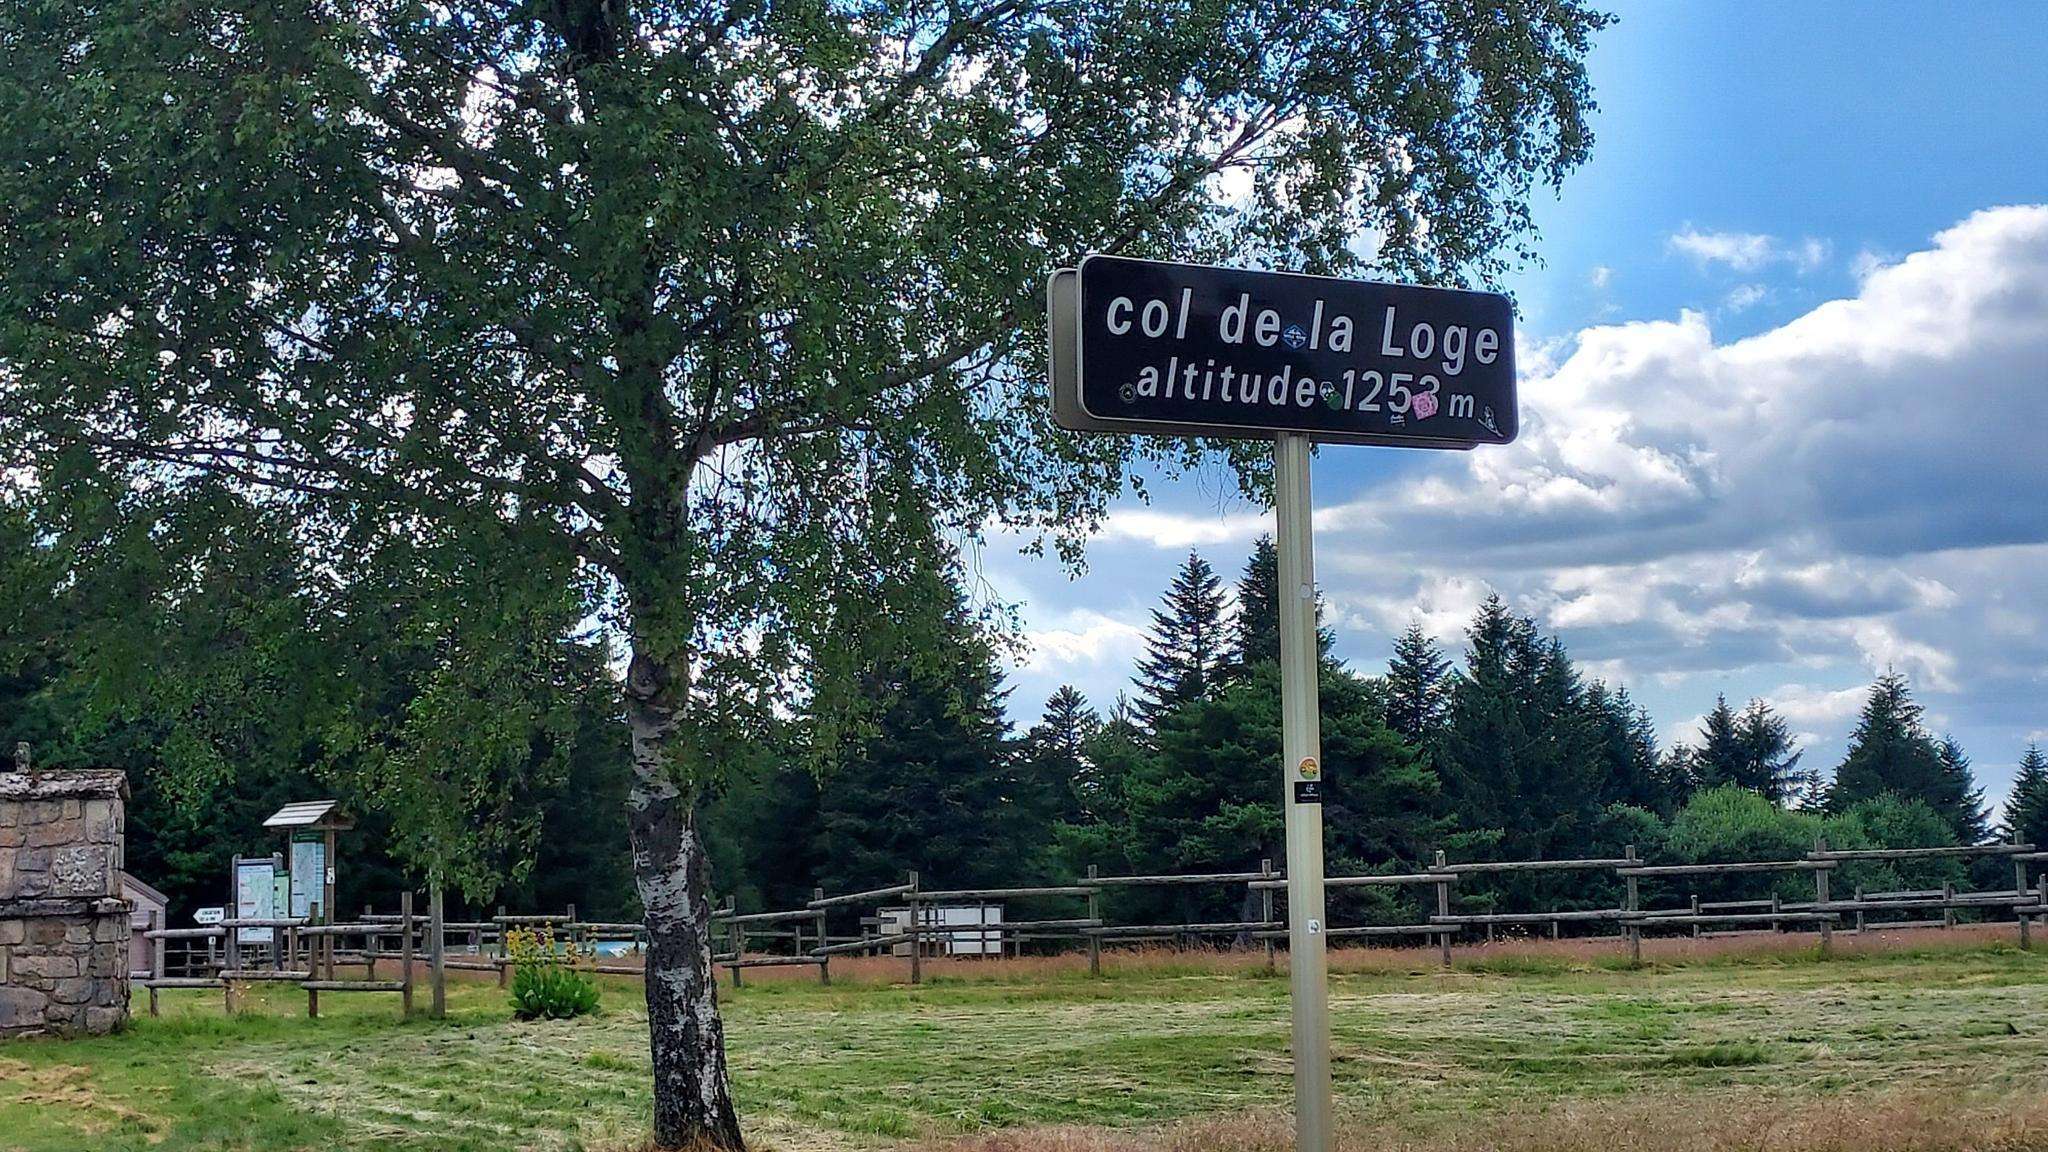 col de la Loge
altitude 1253 m